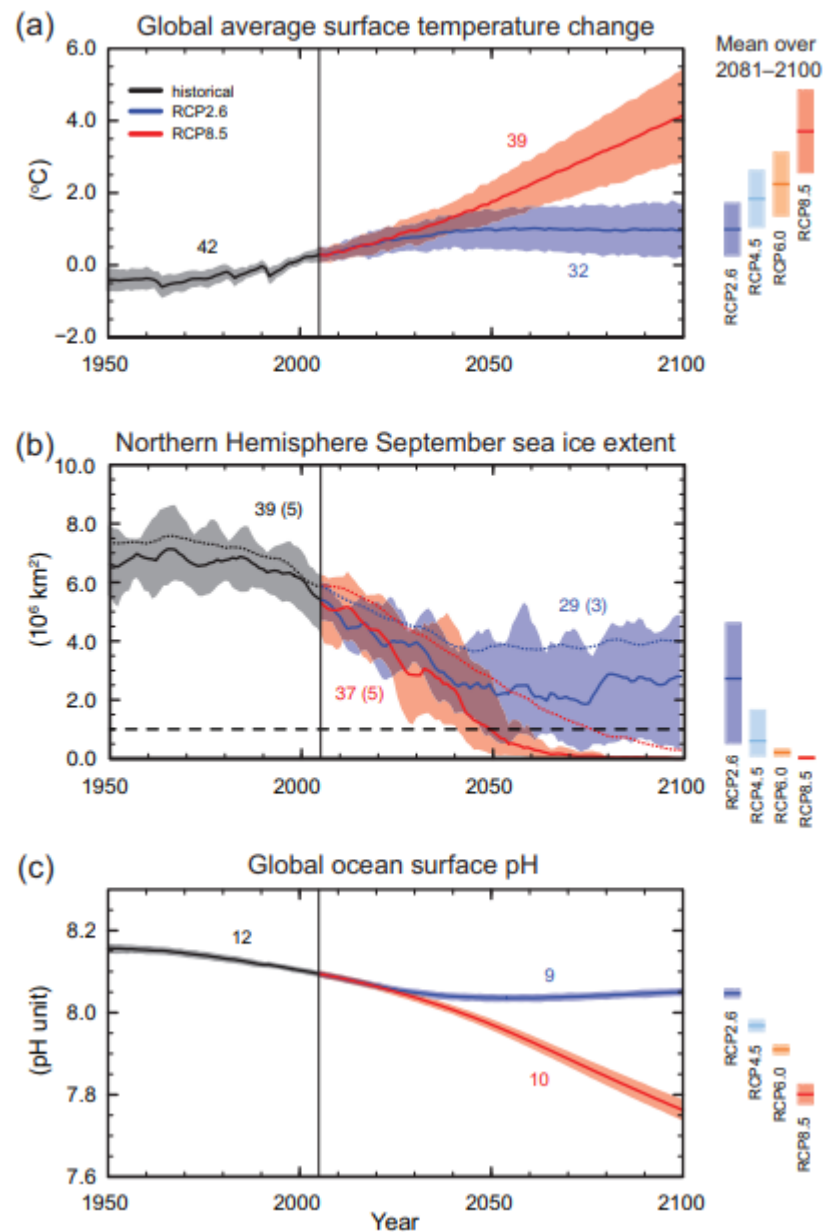 (a) Global average surface temperature change
Mean over
2081–2100
6.0
4.0
2.0
0.0
−2.0
(°C)
historical
RCP2.6
RCP8.5
42
39
32
1950 2000 2050 2100
RCP2.6
RCP4.5
RCP6.0
RCP8.5
(b) Northern Hemisphere September sea ice extent
10.0
8.0
6.0
4.0
2.0
0.0
(10⁶ km²)
39 (5)
29 (3)
37 (5)
1950 2000 2050 2100
RCP2.6
RCP4.5
RCP6.0
RCP8.5
(c) Global ocean surface pH
8.2
8.0
7.8
7.6
(pH unit)
12
9
10
1950 2000 2050 2100
Year
RCP2.6
RCP4.5
RCP6.0
RCP8.5